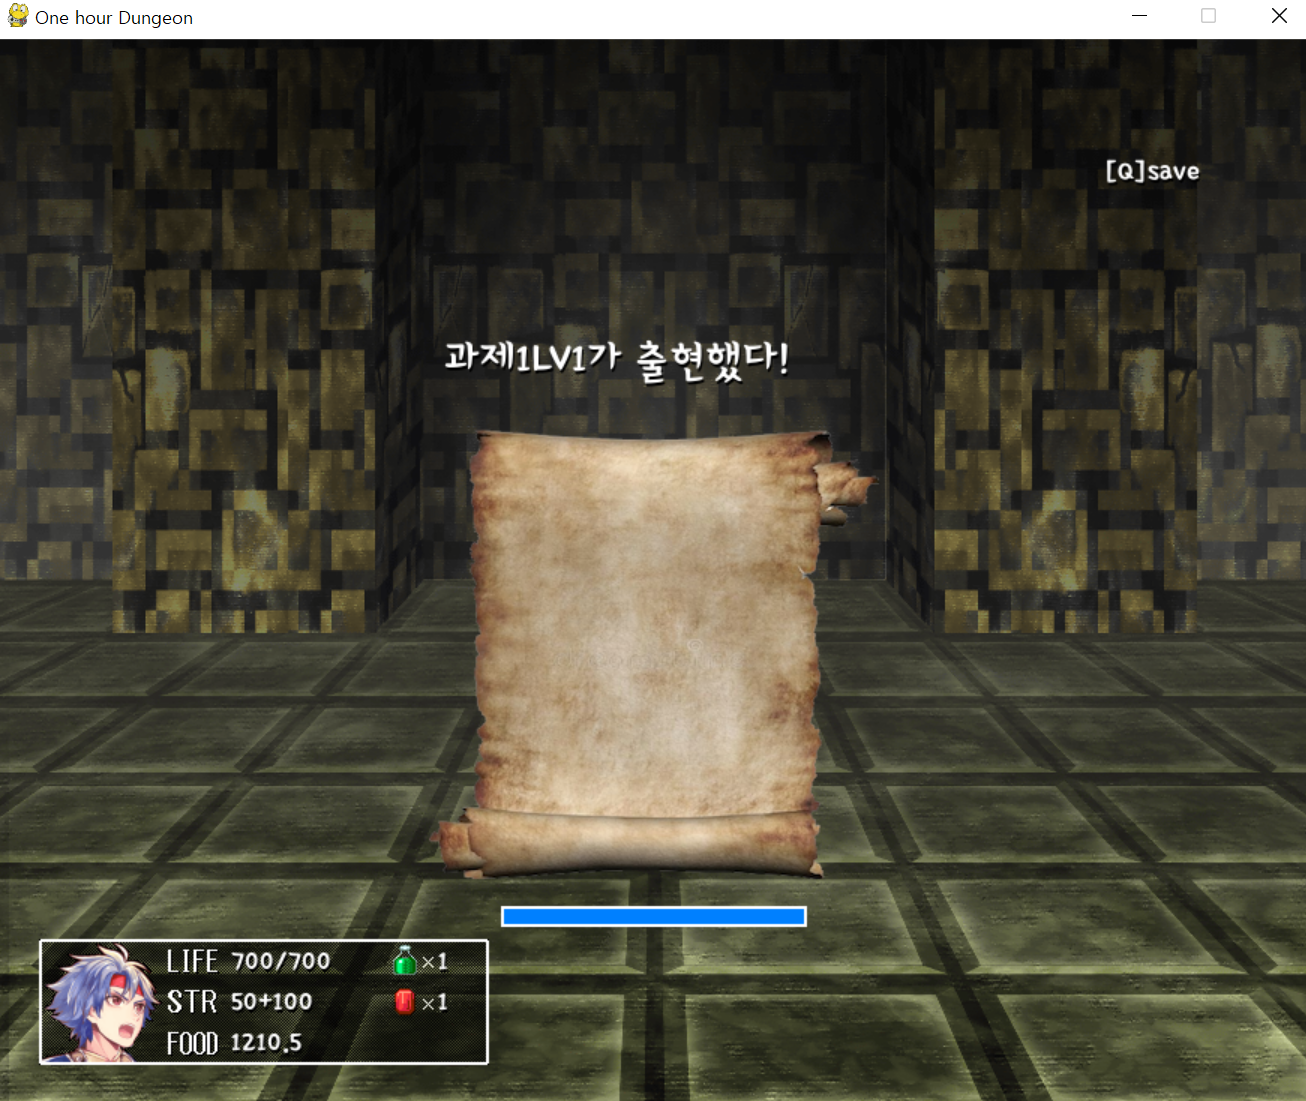 One hour Dungeon
[Q]save
과제1LV1가 출현했다!
LIFE 700/700 ×1
STR 50+100 ×1
FOOD 1210.5